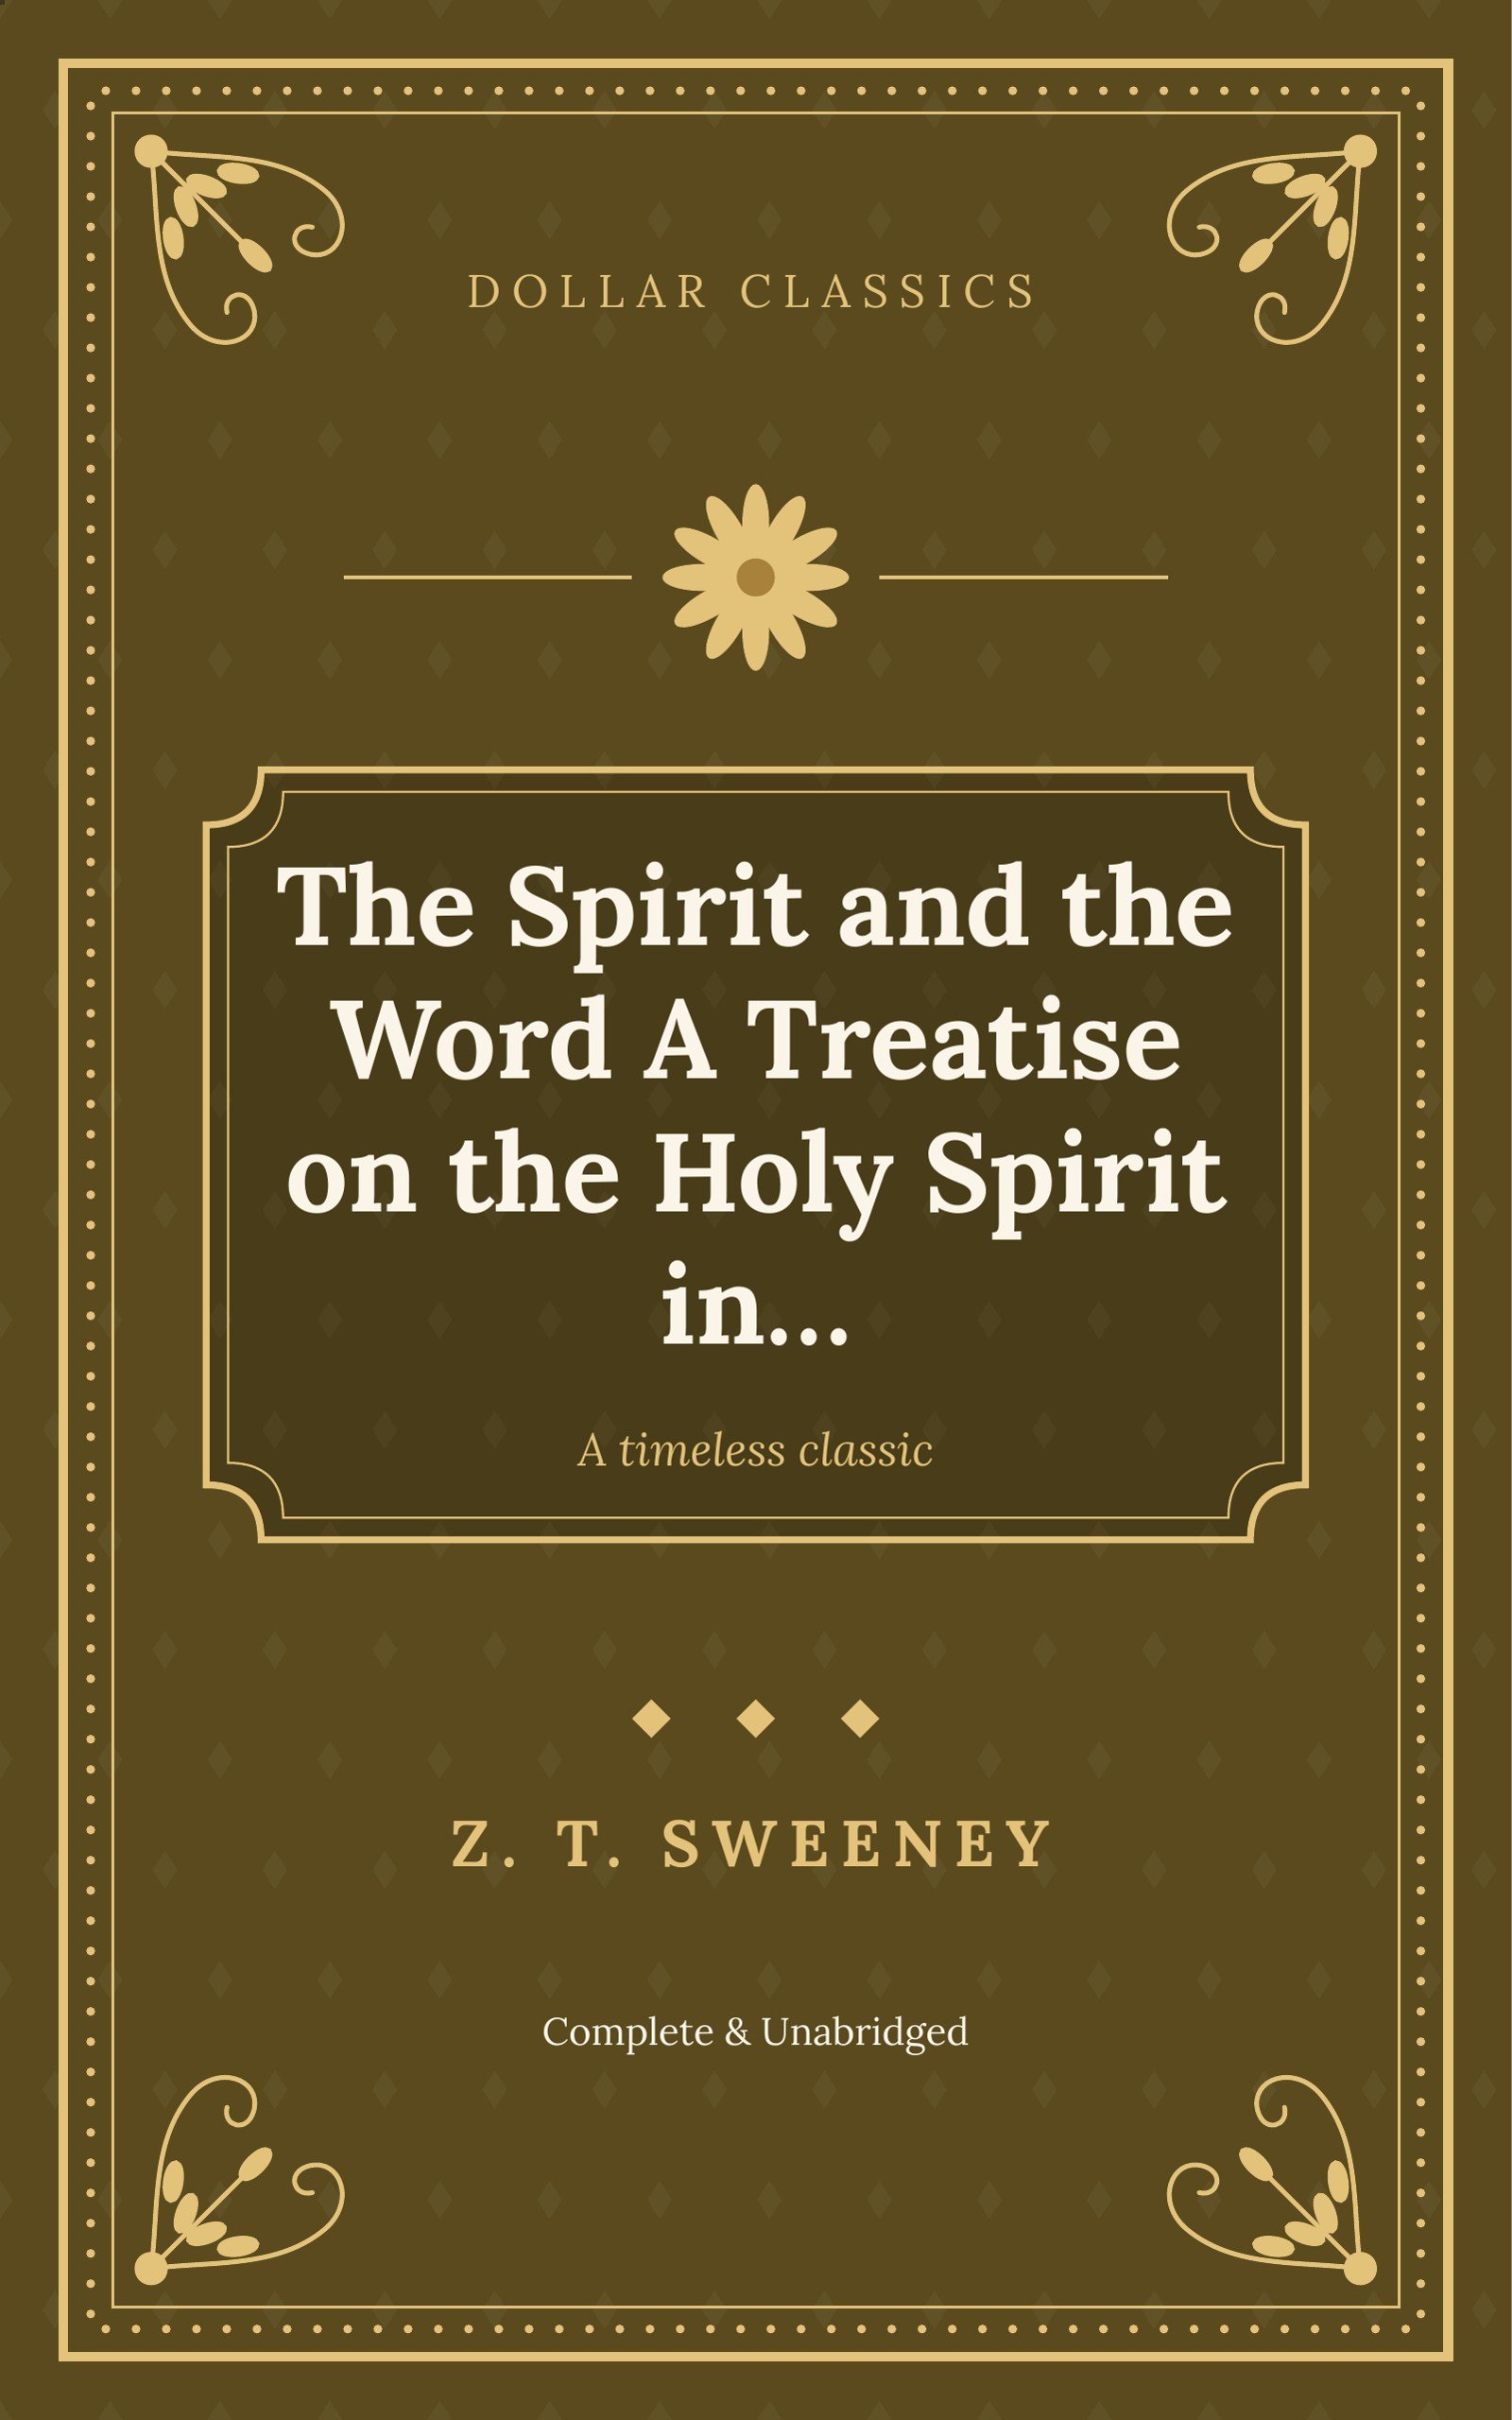 DOLLAR CLASSICS
The Spirit and the
Word A Treatise
on the Holy Spirit
in...
A timeless classic
Z. T. SWEENEY
Complete & Unabridged